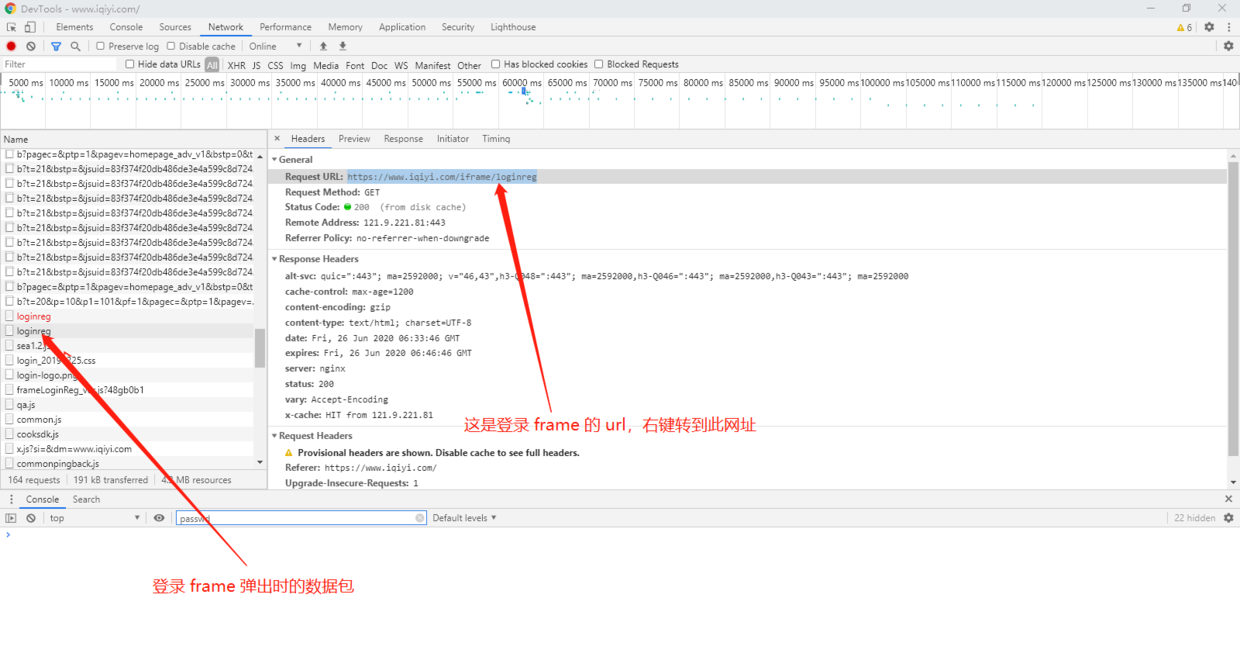 DevTools - www.iqiyi.com/
Elements Console Sources Network Performance Memory Application Security Lighthouse 6
Preserve log Disable cache Online
Filter Hide data URLs All XHR JS CSS Img Media Font Doc WS Manifest Other Has blocked cookies Blocked Requests
5000 ms 10000 ms 15000 ms 20000 ms 25000 ms 30000 ms 35000 ms 40000 ms 45000 ms 50000 ms 55000 ms 60000 ms 65000 ms 70000 ms 75000 ms 80000 ms 85000 ms 90000 ms 95000 ms 100000 ms 105000 ms 110000 ms 115000 ms 120000 ms 125000 ms 130000 ms 135000 ms
Name
b?pagec=&ptp=1&pagev=homepage_adv_v1&bstp=0&t
b?t=21&bstp=&jsuid=83f374f20db486de3e4a599c8d724.
b?t=21&bstp=&jsuid=83f374f20db486de3e4a599c8d724.
b?t=21&bstp=&jsuid=83f374f20db486de3e4a599c8d724.
b?t=21&bstp=&jsuid=83f374f20db486de3e4a599c8d724.
b?t=21&bstp=&jsuid=83f374f20db486de3e4a599c8d724.
b?t=21&bstp=&jsuid=83f374f20db486de3e4a599c8d724.
b?t=21&bstp=&jsuid=83f374f20db486de3e4a599c8d724.
b?t=21&bstp=&jsuid=83f374f20db486de3e4a599c8d724.
b?pagec=&ptp=1&pagev=homepage_adv_v1&bstp=0&t
b?t=20&p=10&p1=101&pf=1&pagec=&ptp=1&pagev=.
loginreg
loginreg
sea1.2.js
login-logo.png
qa.js
common.js
cooksdk.js
x.js?si=&dm=www.iqiyi.com
commonpingback.js
164 requests 191 kB transferred MB resources
Headers Preview Response Initiator Timing
General
Request URL: https://www.iqiyi.com/iframe/loginreg
Request Method: GET
Status Code: 200 (from disk cache)
Remote Address: 121.9.221.81:443
Referrer Policy: no-referrer-when-downgrade
Response Headers
alt-svc: quic=":443"; ma=2592000; v="46,43",h3-Q048=":443"; ma=2592000,h3-Q046=":443"; ma=2592000,h3-Q043=":443"; ma=2592000
cache-control: max-age=1200
content-encoding: gzip
content-type: text/html; charset=UTF-8
date: Fri, 26 Jun 2020 06:33:46 GMT
expires: Fri, 26 Jun 2020 06:46:46 GMT
server: nginx
status: 200
vary: Accept-Encoding
x-cache: HIT from 121.9.221.81
这是登录 frame 的 url，右键转到此网址
Request Headers
Provisional headers are shown. Disable cache to see full headers.
Referer: https://www.iqiyi.com/
Upgrade-Insecure-Requests: 1
Console Search
top passwd Default levels 22 hidden
登录 frame 弹出时的数据包